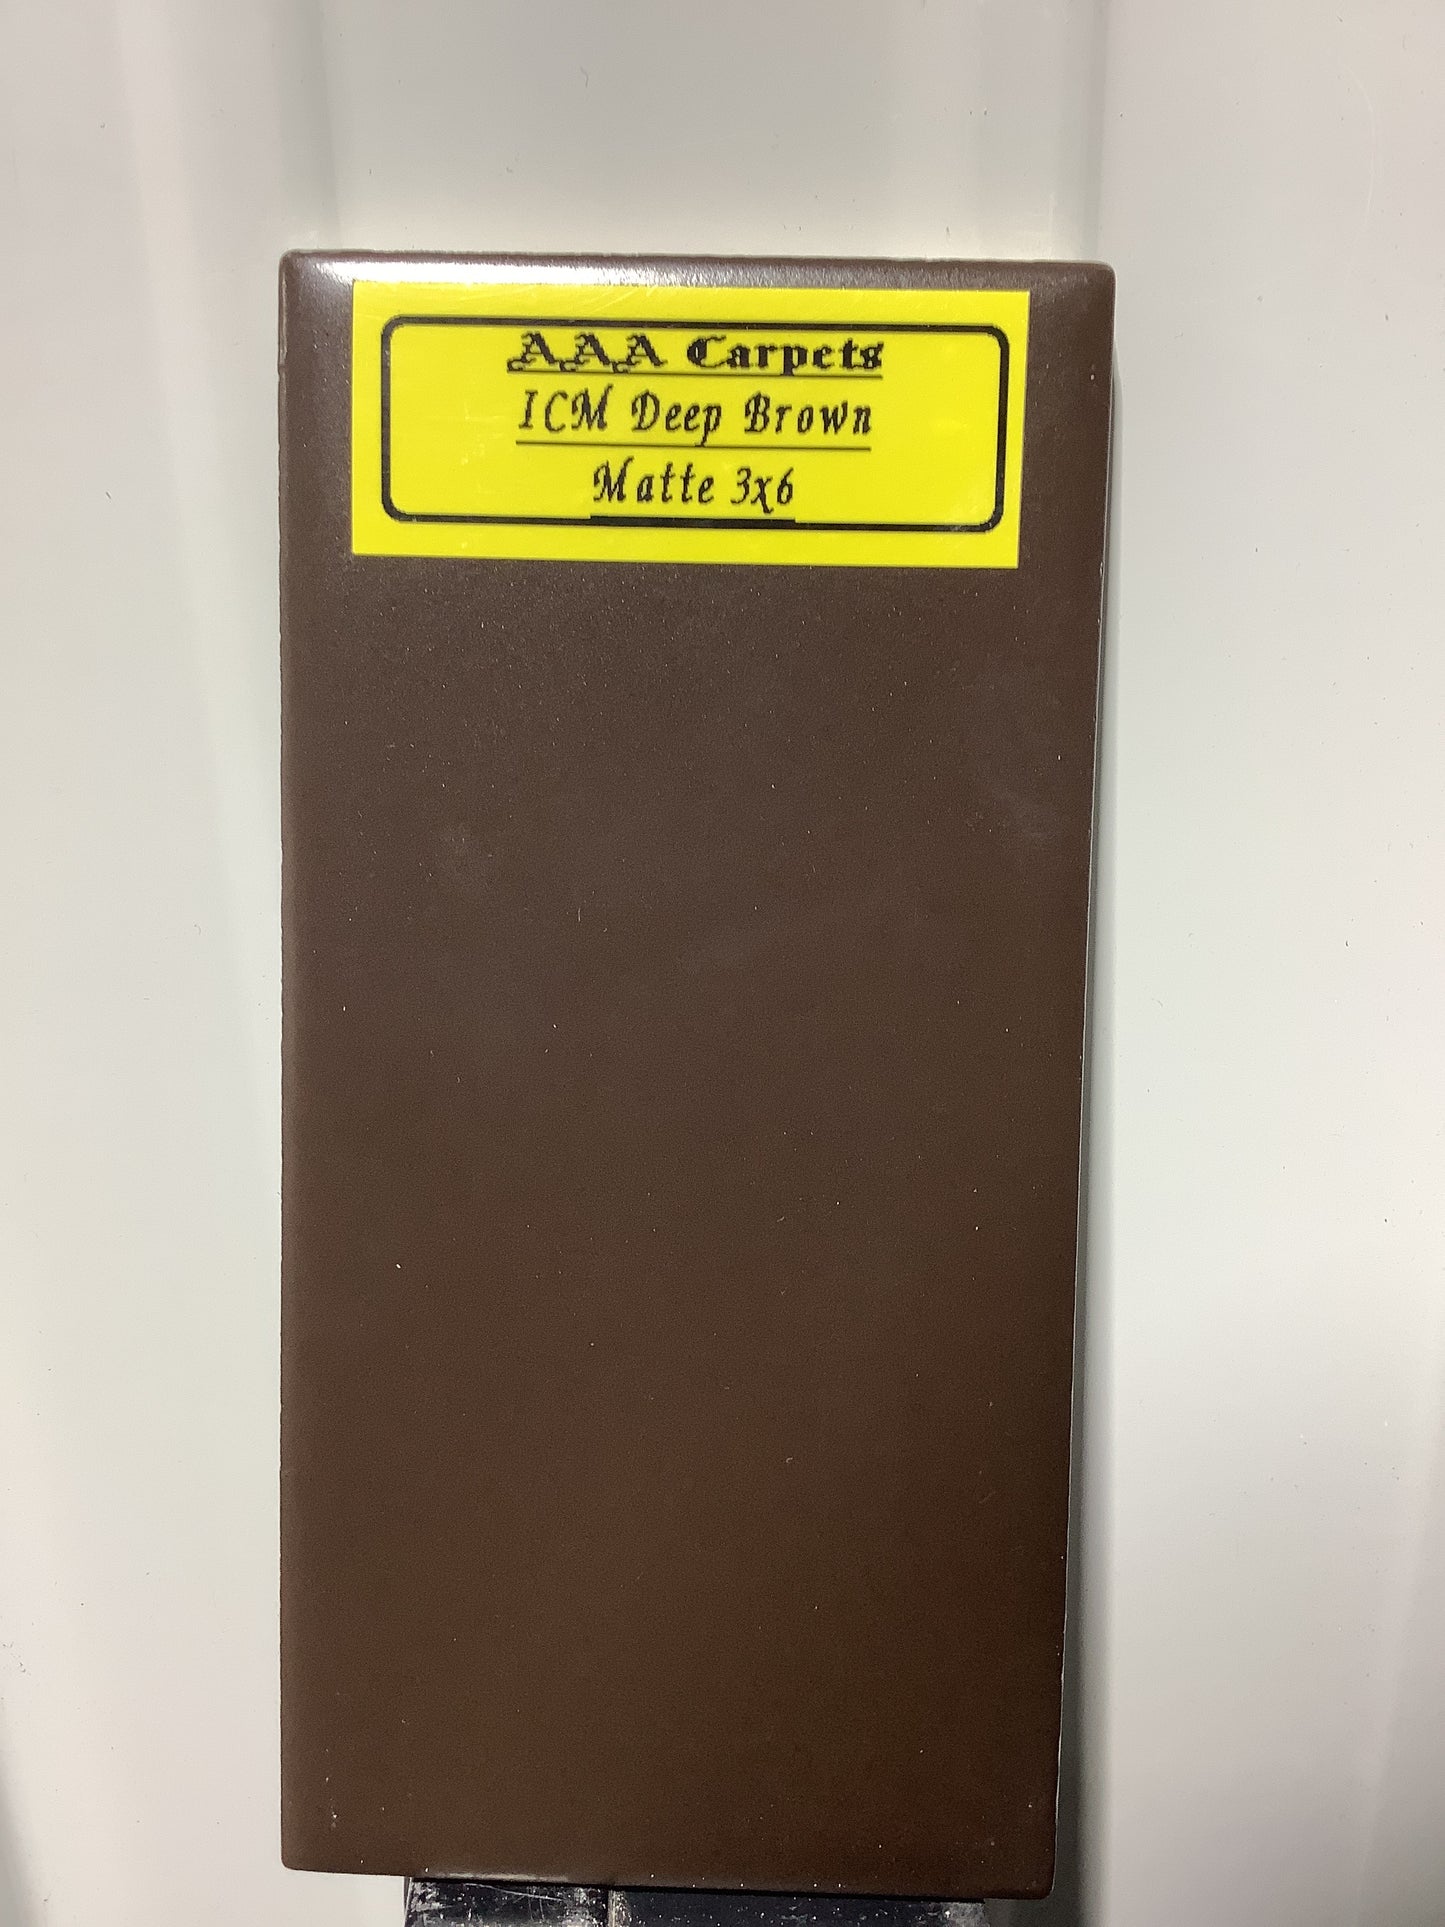 AAA Carpets
ICM Deep Brown
Matte 3x6